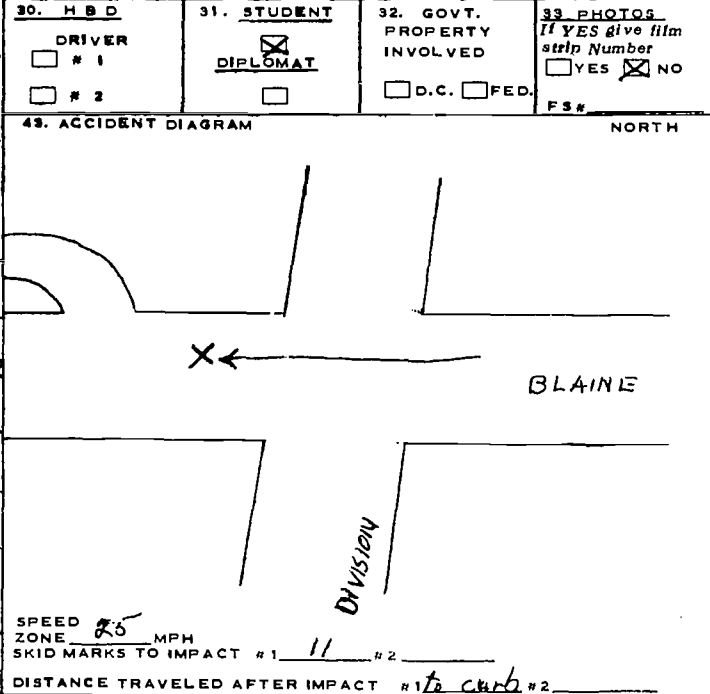 30. H B D
DRIVER
# 1
# 2
31. STUDENT
DIPLOMAT
32. GOVT.
PROPERTY
INVOLVED
D.C. FED.
33 PHOTOS
If YES give film
strip Number
YES NO
FS#
43. ACCIDENT DIAGRAM NORTH
BLAINE
DIVISION
SPEED
ZONE 25 MPH
SKID MARKS TO IMPACT #1 11 #2
DISTANCE TRAVELED AFTER IMPACT #1 to curb #2